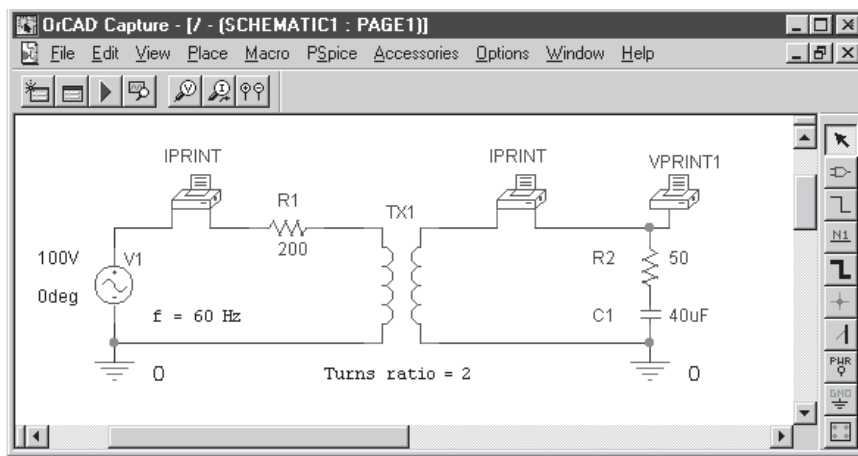 OrCAD Capture - [/ - (SCHEMATIC1 : PAGE1)]
File Edit View Place Macro PSpice Accessories Options Window Help
V I
IPRINT IPRINT VPRINT1
R1 TX1
200
100V V1 R2 50
0deg
f = 60 Hz C1 40uF
0 Turns ratio = 2 0
N1
PWR
GND